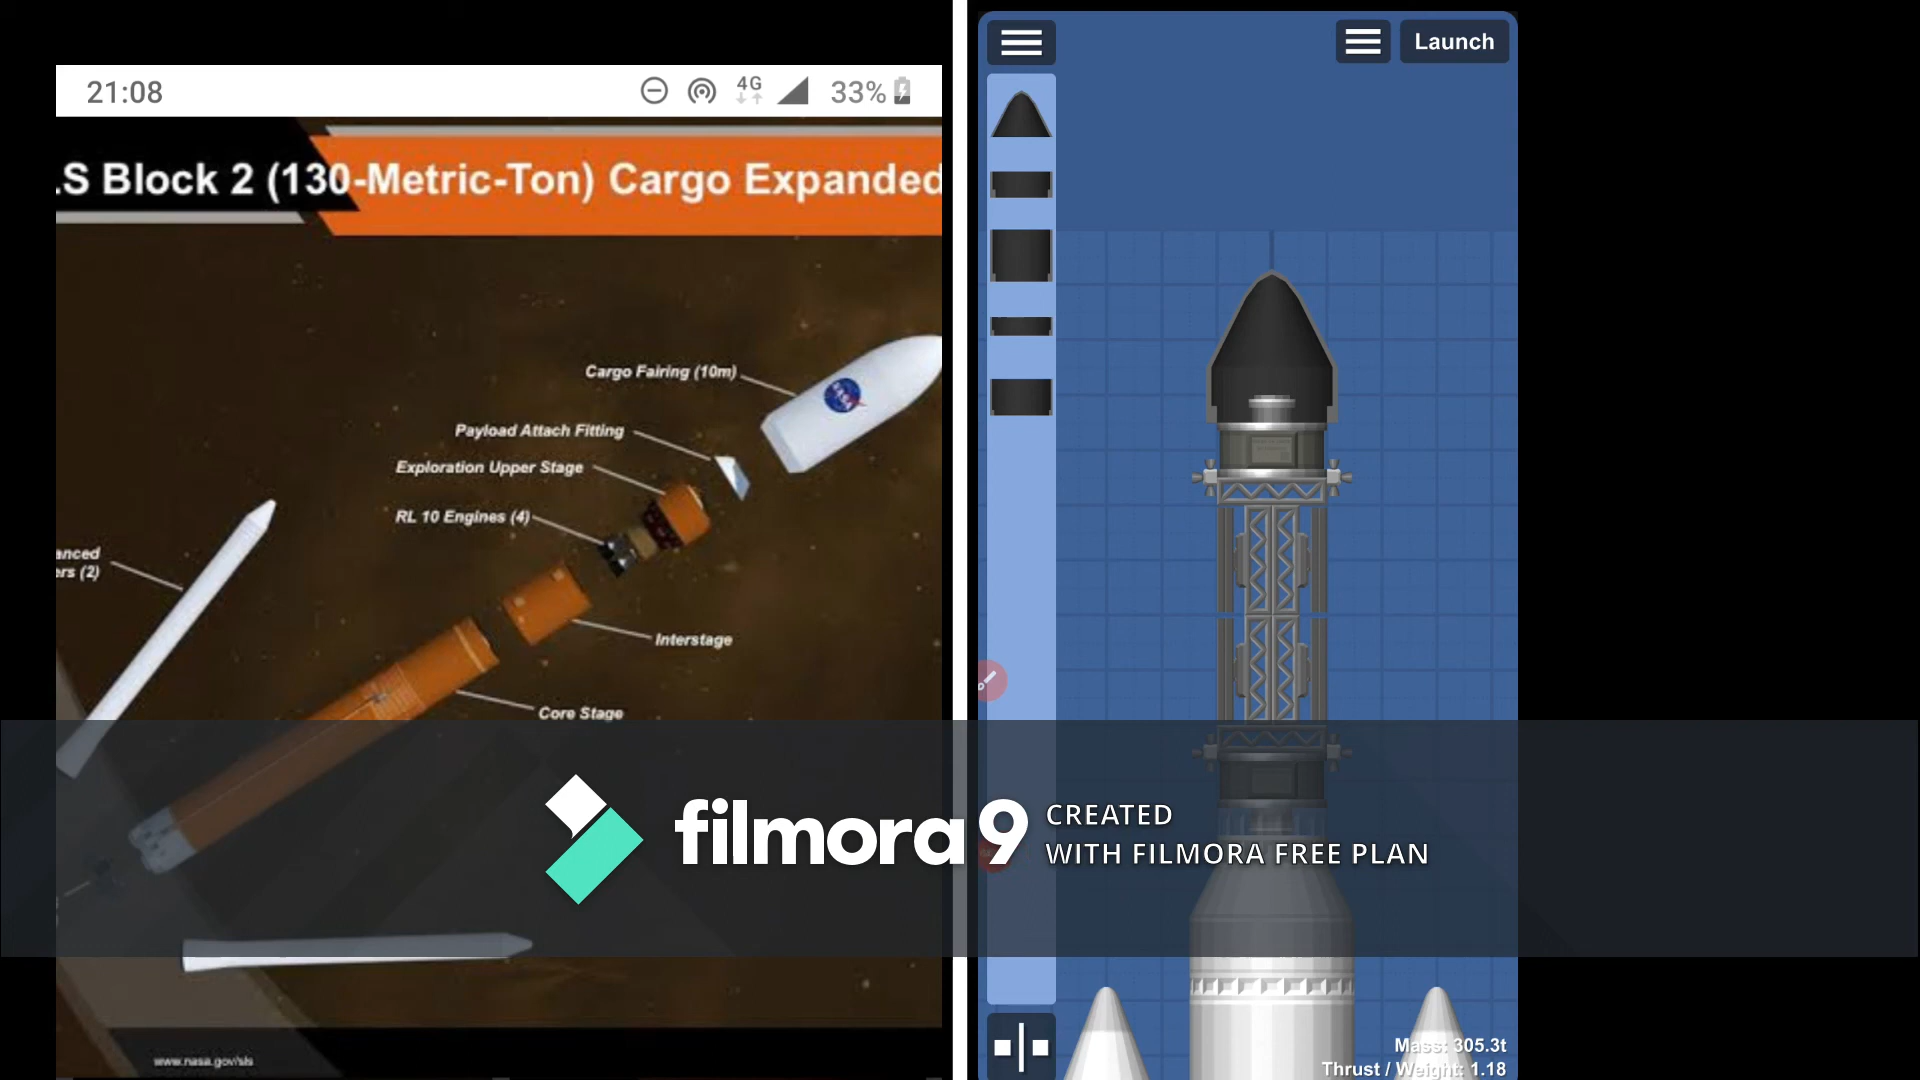 21:08
4G
33%
.S Block 2 (130-Metric-Ton) Cargo Expanded
Cargo Fairing (10m)
NASA
Payload Attach Fitting
Exploration Upper Stage
RL 10 Engines (4)
anced
ers (2)
Interstage
Core Stage
www.nasa.gov/sls
Launch
filmora9
CREATED
WITH FILMORA FREE PLAN
Mass: 305.3t
Thrust / Weight: 1.18